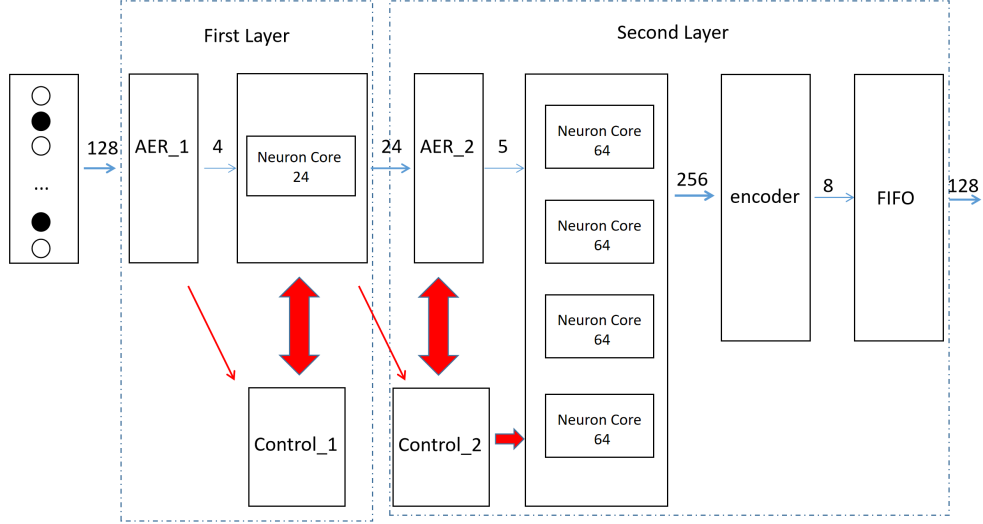 First Layer
Second Layer
...
128
AER_1
4
Neuron Core
24
24
AER_2
5
Neuron Core
64
Neuron Core
64
Neuron Core
64
Neuron Core
64
256
encoder
8
FIFO
128
Control_1
Control_2